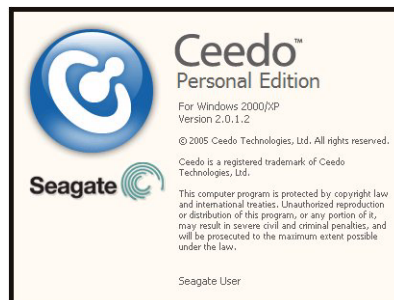 Ceedo™
Personal Edition
For Windows 2000/XP
Version 2.0.1.2
© 2005 Ceedo Technologies, Ltd. All rights reserved.
Ceedo is a registered trademark of Ceedo
Technologies, Ltd.
Seagate
This computer program is protected by copyright law
and international treaties. Unauthorized reproduction
or distribution of this program, or any portion of it,
may result in severe civil and criminal penalties, and
will be prosecuted to the maximum extent possible
under the law.
Seagate User